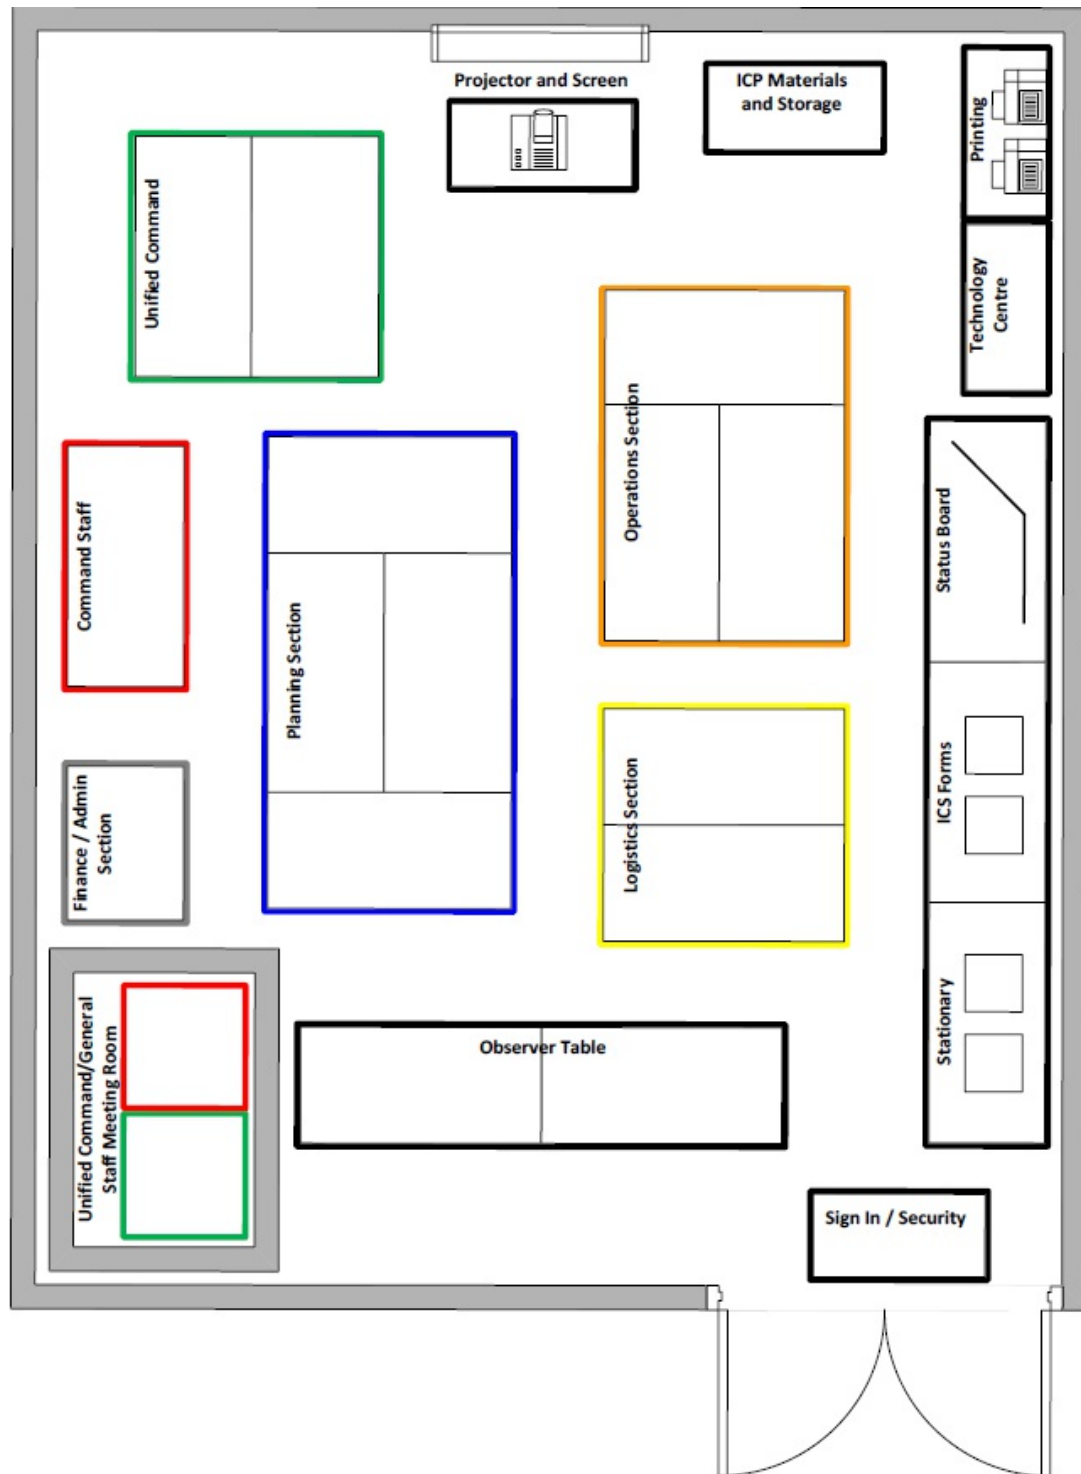 Projector and Screen
ICP Materials
and Storage
Printing
Unified Command
Technology
Centre
Operations Section
Command Staff
Status Board
Planning Section
ICS Forms
Finance / Admin
Section
Logistics Section
Stationary
Unified Command/General
Staff Meeting Room
Observer Table
Sign In / Security